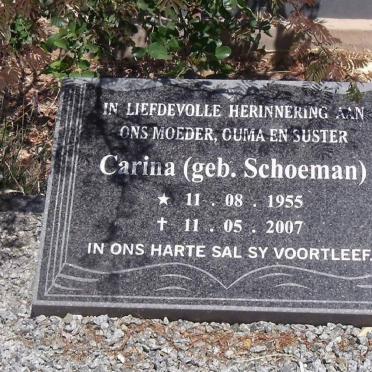 IN LIEFDEVOLLE HERINNERING AAN
ONS MOEDER, OUMA EN SUSTER
Carina (geb. Schoeman)
★ 11 . 08 . 1955
✝ 11 . 05 . 2007
IN ONS HARTE SAL SY VOORTLEEF.